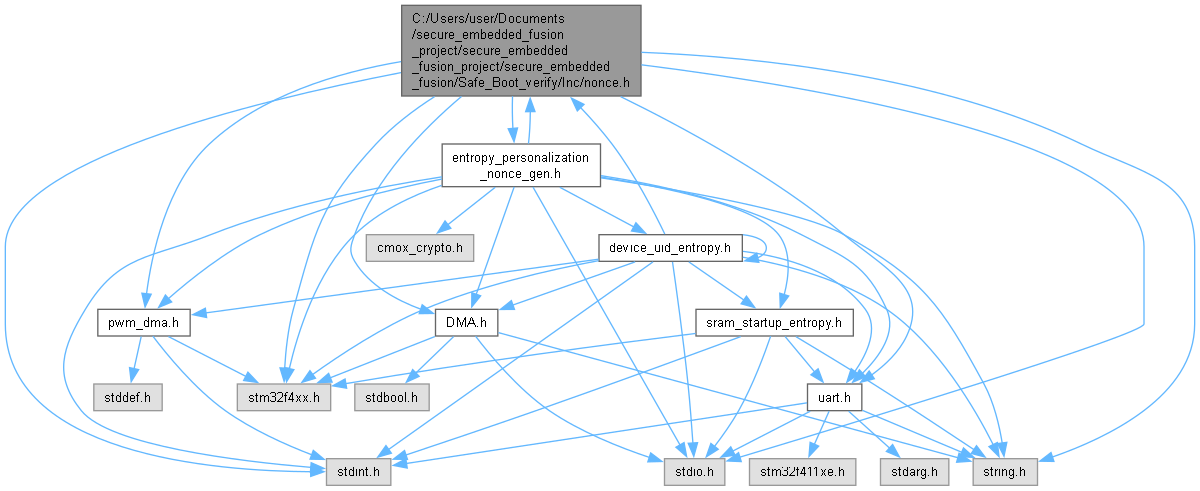 C:/Users/user/Documents
/secure_embedded_fusion
_project/secure_embedded
_fusion_project/secure_embedded
_fusion/Safe_Boot_verify/Inc/nonce.h
entropy_personalization
_nonce_gen.h
cmox_crypto.h
device_uid_entropy.h
pwm_dma.h
DMA.h
sram_startup_entropy.h
stddef.h
stm32f4xx.h
stdbool.h
uart.h
stdint.h
stdio.h
stm32f411xe.h
stdarg.h
string.h